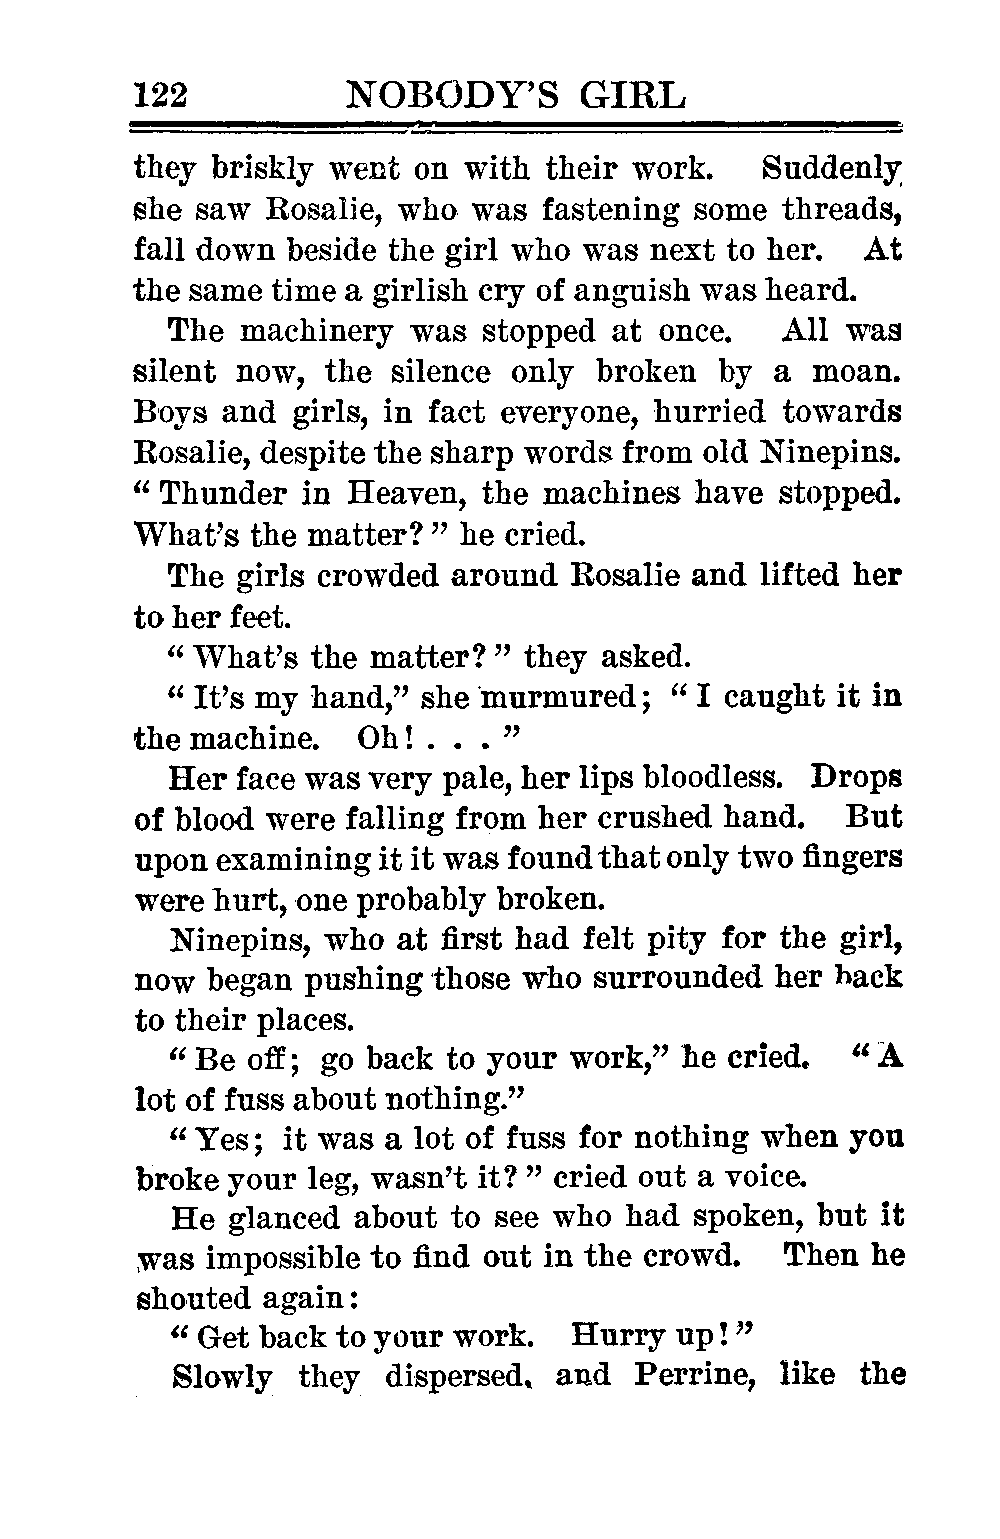 122 NOBODY'S GIRL
they briskly went on with their work. Suddenly
she saw Rosalie, who was fastening some threads,
fall down beside the girl who was next to her. At
the same time a girlish cry of anguish was heard.
The machinery was stopped at once. All was
silent now, the silence only broken by a moan.
Boys and girls, in fact everyone, hurried towards
Rosalie, despite the sharp words from old Ninepins.
“ Thunder in Heaven, the machines have stopped.
What's the matter? ” he cried.
The girls crowded around Rosalie and lifted her
to her feet.
“ What's the matter? ” they asked.
“ It's my hand,” she murmured; “ I caught it in
the machine. Oh! . . . ”
Her face was very pale, her lips bloodless. Drops
of blood were falling from her crushed hand. But
upon examining it it was found that only two fingers
were hurt, one probably broken.
Ninepins, who at first had felt pity for the girl,
now began pushing those who surrounded her back
to their places.
“ Be off; go back to your work,” he cried. “ A
lot of fuss about nothing.”
“ Yes; it was a lot of fuss for nothing when you
broke your leg, wasn't it? ” cried out a voice.
He glanced about to see who had spoken, but it
was impossible to find out in the crowd. Then he
shouted again:
“ Get back to your work. Hurry up! ”
Slowly they dispersed, and Perrine, like the